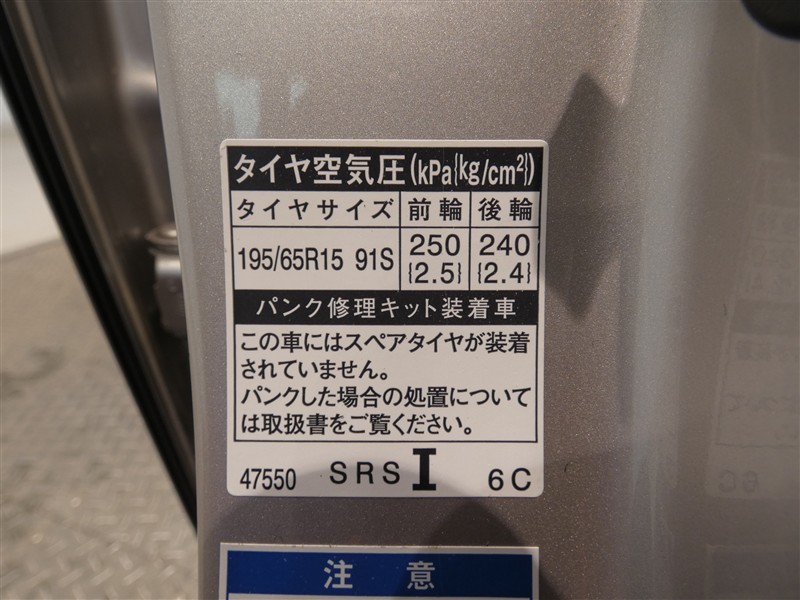 タイヤ空気圧(kPa{kg/cm²})
タイヤサイズ 前輪 後輪
195/65R15 91S 250 {2.5} 240 {2.4}
パンク修理キット装着車
この車にはスペアタイヤが装着
されていません。
パンクした場合の処置について
は取扱書をご覧ください。
47550 SRS I 6C
注意